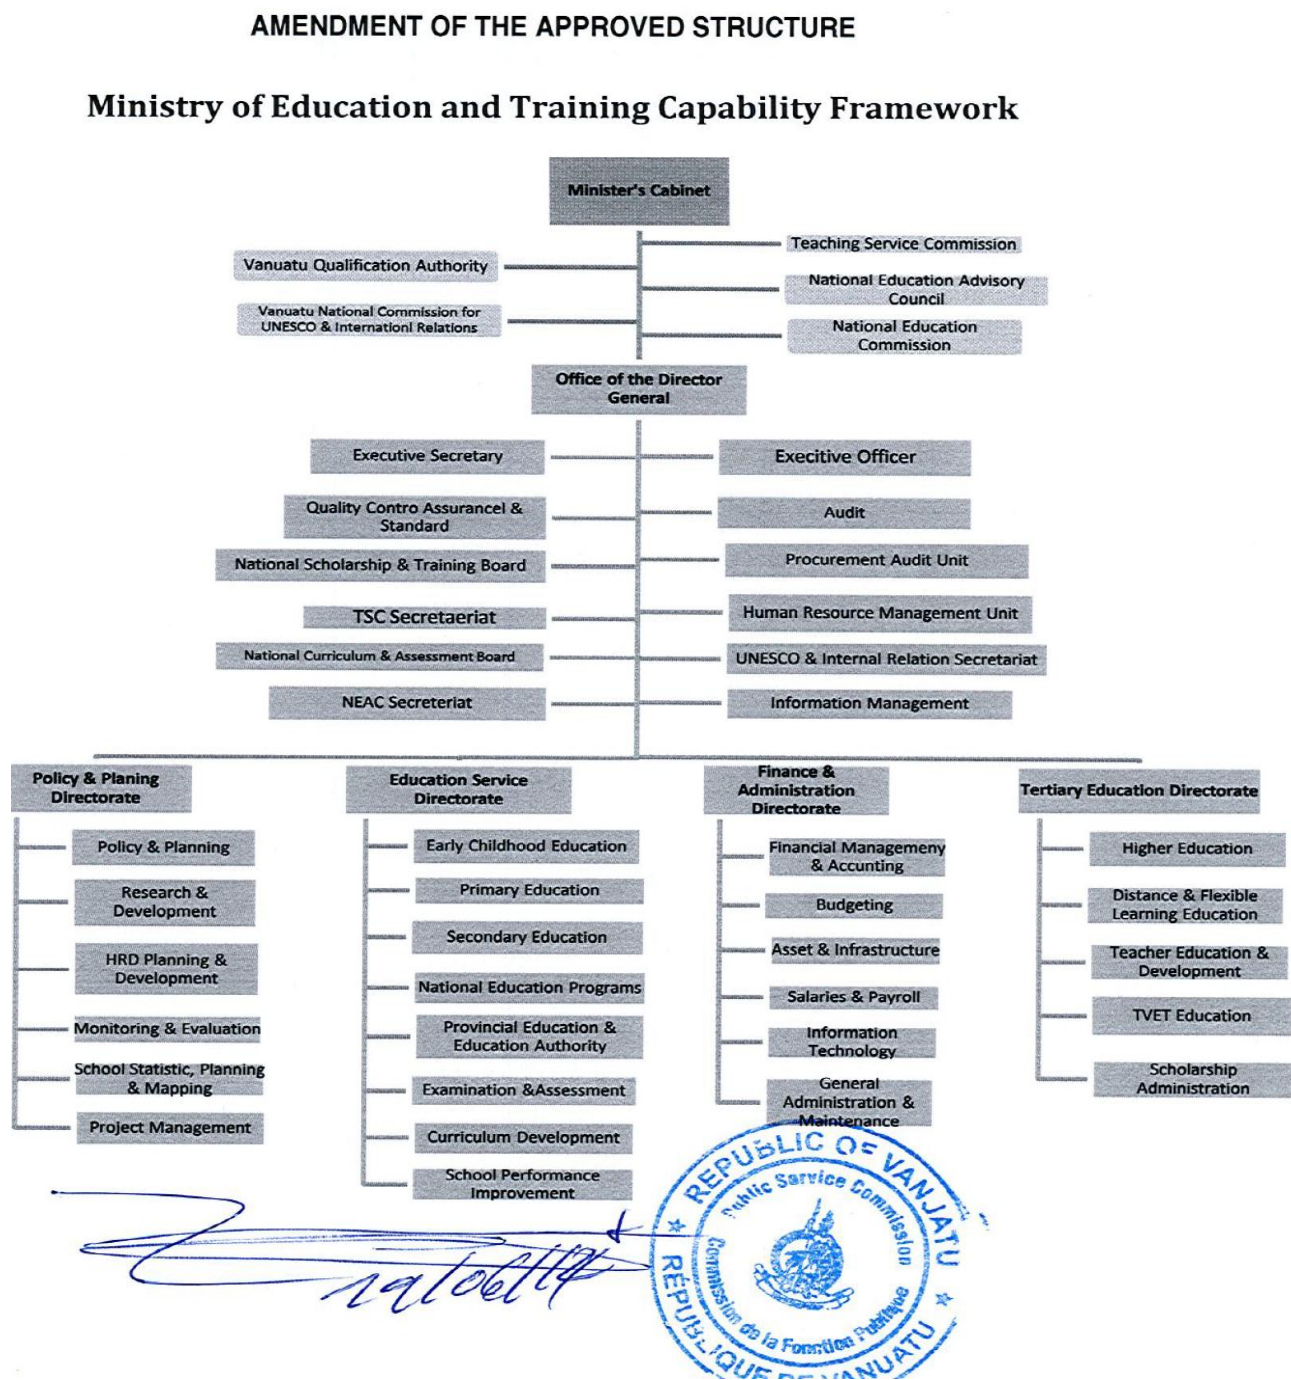 AMENDMENT OF THE APPROVED STRUCTURE
Ministry of Education and Training Capability Framework
Minister's Cabinet
Teaching Service Commission
Vanuatu Qualification Authority
National Education Advisory
Council
Vanuatu National Commission for
UNESCO & Internationl Relations
National Education
Commission
Office of the Director
General
Executive Secretary
Execitive Officer
Quality Contro Assurancel &
Standard
Audit
National Scholarship & Training Board
Procurement Audit Unit
TSC Secretaeriat
Human Resource Management Unit
National Curriculum & Assessment Board
UNESCO & Internal Relation Secretariat
NEAC Secreteriat
Information Management
Policy & Planing
Directorate
Policy & Planning
Research &
Development
HRD Planning &
Development
Monitoring & Evaluation
School Statistic, Planning
& Mapping
Project Management
Education Service
Directorate
Early Childhood Education
Primary Education
Secondary Education
National Education Programs
Provincial Education &
Education Authority
Examination &Assessment
Curriculum Development
School Performance
Improvement
Finance &
Administration
Directorate
Financial Managemeny
& Accunting
Budgeting
Asset & Infrastructure
Salaries & Payroll
Information
Technology
General
Administration &
Maintenance
Tertiary Education Directorate
Higher Education
Distance & Flexible
Learning Education
Teacher Education &
Development
TVET Education
Scholarship
Administration
REPUBLIC OF VANUATU
Public Service Commission
Commission de la Fonction Publique
RÉPUBLIQUE DE VANUATU